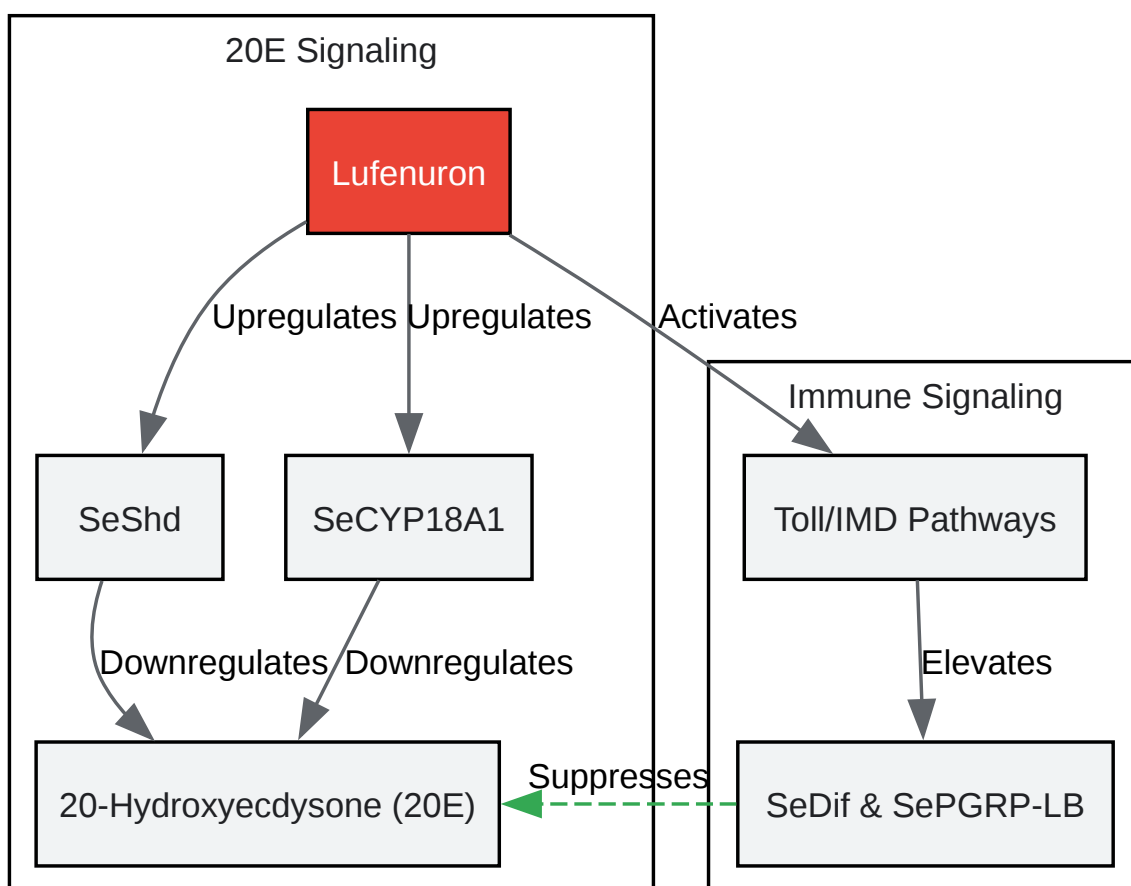 20E Signaling
Lufenuron
Upregulates
Upregulates
Activates
Immune Signaling
SeShd
SeCYP18A1
Toll/IMD Pathways
Downregulates
Downregulates
Elevates
20-Hydroxyecdysone (20E)
Suppresses
SeDif & SePGRP-LB